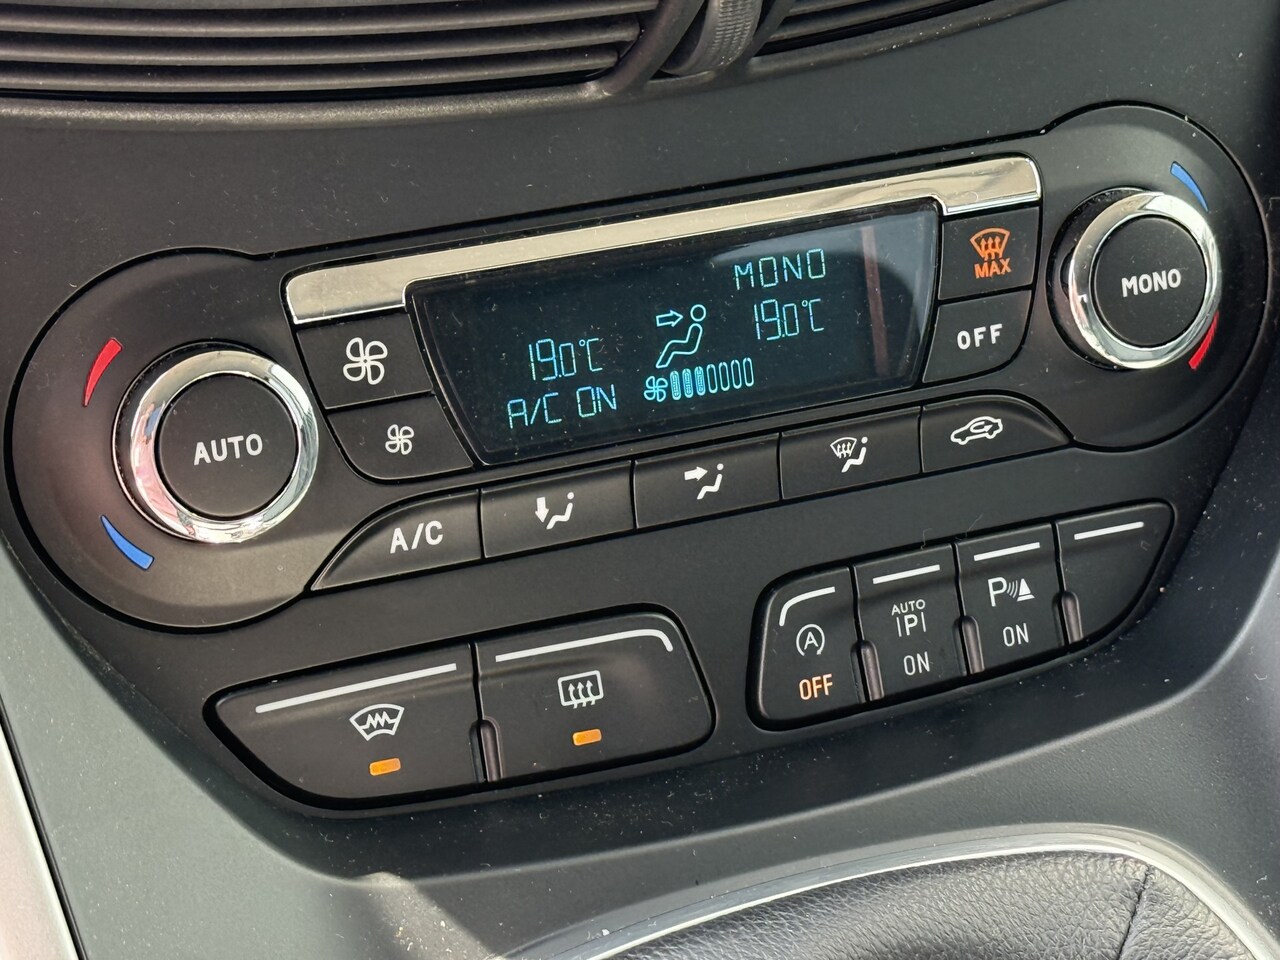 MONO
19.0°C
19.0°C
A/C ON
MAX
OFF
MONO
AUTO
A/C
OFF
AUTO
P
ON
P
ON